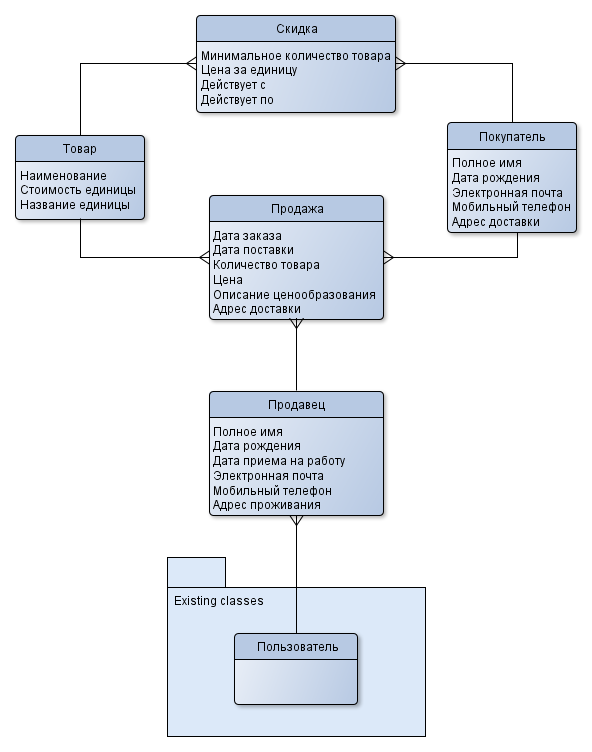 Скидка
Минимальное количество товара
Цена за единицу
Действует с
Действует по
Товар
Наименование
Стоимость единицы
Название единицы
Покупатель
Полное имя
Дата рождения
Электронная почта
Мобильный телефон
Адрес доставки
Продажа
Дата заказа
Дата поставки
Количество товара
Цена
Описание ценообразования
Адрес доставки
Продавец
Полное имя
Дата рождения
Дата приема на работу
Электронная почта
Мобильный телефон
Адрес проживания
Existing classes
Пользователь